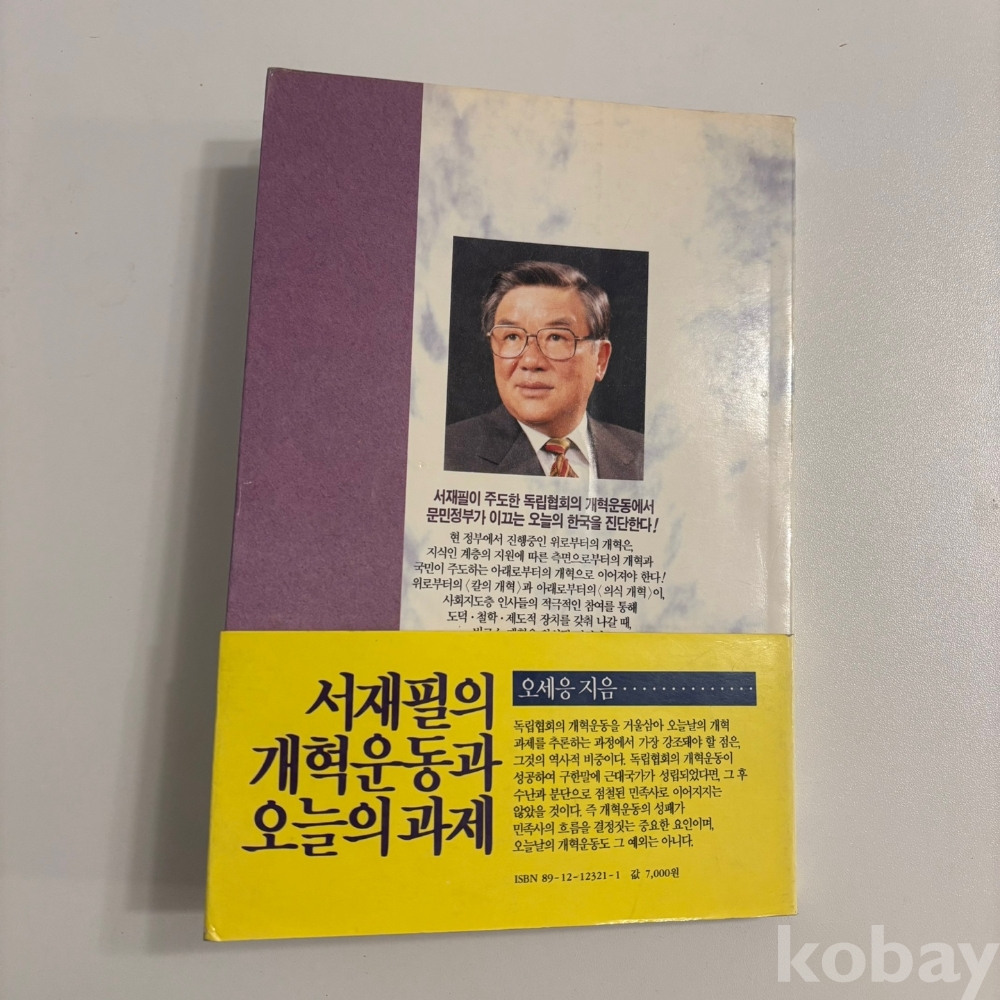 서재필이 주도한 독립협회의 개혁운동에서
문민정부가 이끄는 오늘의 한국을 진단한다!
현 정부에서 진행중인 위로부터의 개혁은,
지식인 계층의 지원에 따른 측면으로부터의 개혁과
국민이 주도하는 아래로부터의 개혁으로 이어져야 한다!
위로부터의 〈칼의 개혁〉과 아래로부터의 〈의식 개혁〉이,
사회지도층 인사들의 적극적인 참여를 통해
도덕·철학·제도적 장치를 갖춰 나갈 때,
서재필의
개혁운동과
오늘의 과제
오세응 지음
독립협회의 개혁운동을 거울삼아 오늘날의 개혁
과제를 추론하는 과정에서 가장 강조돼야 할 점은,
그것의 역사적 비중이다. 독립협회의 개혁운동이
성공하여 구한말에 근대국가가 성립되었다면, 그 후
수난과 분단으로 점철된 민족사로 이어지지는
않았을 것이다. 즉 개혁운동의 성패가
민족사의 흐름을 결정짓는 중요한 요인이며,
오늘날의 개혁운동도 그 예외는 아니다.
ISBN 89-12-12321-1 값 7,000원
kobay